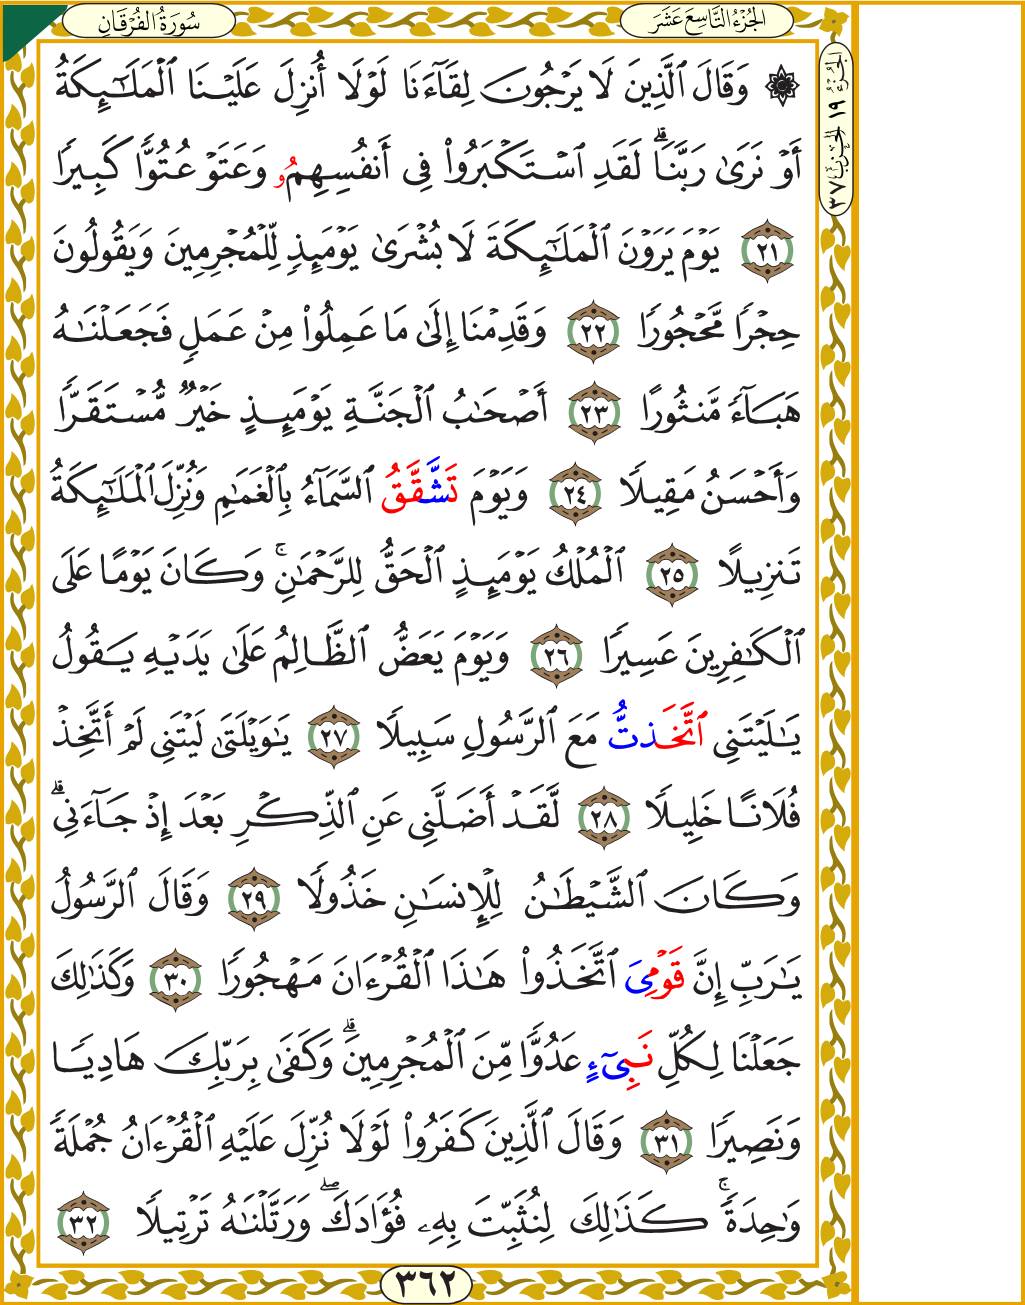 سُورَةُ الفُرْقَانِ
الجُزْءُ التَّاسِعَ عَشَرَ
الجُزْءُ ١٩ الحِزْبُ ٣٧
۞ وَقَالَ ٱلَّذِينَ لَا يَرْجُونَ لِقَآءَنَا لَوْلَآ أُنزِلَ عَلَيْنَا ٱلْمَلَٰٓئِكَةُ
أَوْ نَرَىٰ رَبَّنَاۗ لَقَدِ ٱسْتَكْبَرُوا۟ فِىٓ أَنفُسِهِمُۥ وَعَتَوْ عُتُوًّا كَبِيرًا
٢١ يَوْمَ يَرَوْنَ ٱلْمَلَٰٓئِكَةَ لَا بُشْرَىٰ يَوْمَئِذٍ لِّلْمُجْرِمِينَ وَيَقُولُونَ
حِجْرًا مَّحْجُورًا ٢٢ وَقَدِمْنَآ إِلَىٰ مَا عَمِلُوا۟ مِنْ عَمَلٍ فَجَعَلْنَٰهُ
هَبَآءً مَّنثُورًا ٢٣ أَصْحَٰبُ ٱلْجَنَّةِ يَوْمَئِذٍ خَيْرٌ مُّسْتَقَرًّا
وَأَحْسَنُ مَقِيلًا ٢٤ وَيَوْمَ تَشَّقَّقُ ٱلسَّمَآءُ بِٱلْغَمَٰمِ وَنُزِّلَ ٱلْمَلَٰٓئِكَةُ
تَنزِيلًا ٢٥ ٱلْمُلْكُ يَوْمَئِذٍ ٱلْحَقُّ لِلرَّحْمَٰنِۚ وَكَانَ يَوْمًا عَلَى
ٱلْكَٰفِرِينَ عَسِيرًا ٢٦ وَيَوْمَ يَعَضُّ ٱلظَّالِمُ عَلَىٰ يَدَيْهِ يَقُولُ
يَٰلَيْتَنِى ٱتَّخَذتُّ مَعَ ٱلرَّسُولِ سَبِيلًا ٢٧ يَٰوَيْلَتَىٰ لَيْتَنِى لَمْ أَتَّخِذْ
فُلَانًا خَلِيلًا ٢٨ لَّقَدْ أَضَلَّنِى عَنِ ٱلذِّكْرِ بَعْدَ إِذْ جَآءَنِىۗ
وَكَانَ ٱلشَّيْطَٰنُ لِلْإِنسَٰنِ خَذُولًا ٢٩ وَقَالَ ٱلرَّسُولُ
يَٰرَبِّ إِنَّ قَوْمِىَ ٱتَّخَذُوا۟ هَٰذَا ٱلْقُرْءَانَ مَهْجُورًا ٣٠ وَكَذَٰلِكَ
جَعَلْنَا لِكُلِّ نَبِىٓءٍ عَدُوًّا مِّنَ ٱلْمُجْرِمِينَۗ وَكَفَىٰ بِرَبِّكَ هَادِيًا
وَنَصِيرًا ٣١ وَقَالَ ٱلَّذِينَ كَفَرُوا۟ لَوْلَا نُزِّلَ عَلَيْهِ ٱلْقُرْءَانُ جُمْلَةً
وَٰحِدَةًۚ كَذَٰلِكَ لِنُثَبِّتَ بِهِۦ فُؤَادَكَۖ وَرَتَّلْنَٰهُ تَرْتِيلًا ٣٢
٣٦٢